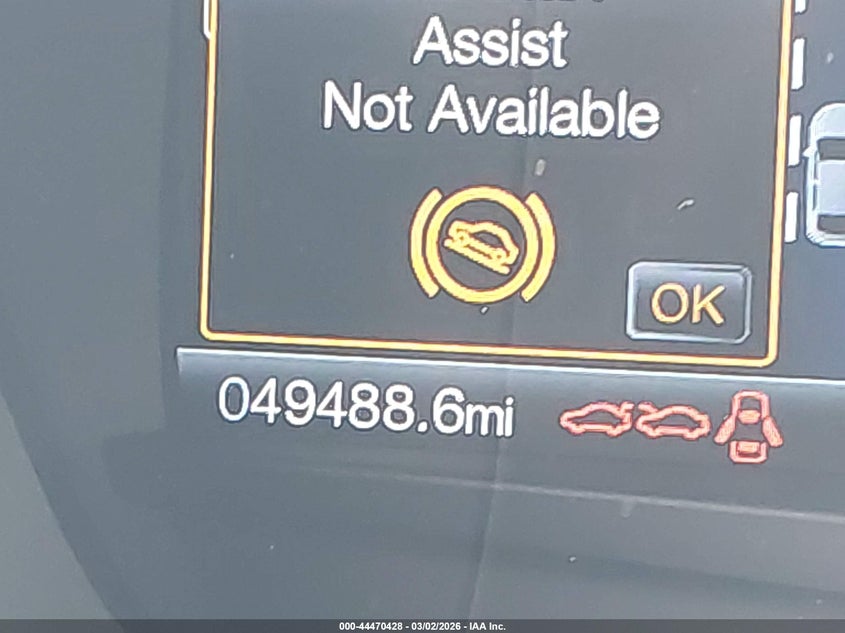 Assist
Not Available
OK
049488.6mi
000-44470428 - 03/02/2026 - IAA Inc.